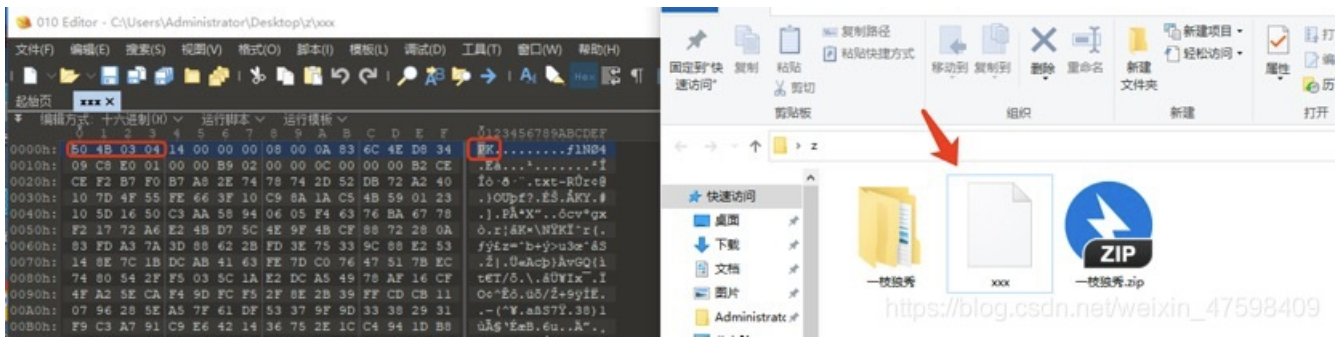 010 Editor - C:\Users\Administrator\Desktop\z\xxx
文件(F) 编辑(E) 搜索(S) 视图(V) 格式(O) 脚本(I) 模板(L) 调试(D) 工具(T) 窗口(W) 帮助(H)
起始页 xxx
编辑方式: 十六进制(X) 运行脚本 运行模板
0 1 2 3 4 5 6 7 8 9 A B C D E F 0123456789ABCDEF
0000h: 50 4B 03 04 14 00 00 00 08 00 0A 83 6C 4E D8 34 PK.........ƒlNØ4
0010h: 09 C8 E0 01 00 00 B9 02 00 00 0C 00 00 00 B2 CE
0020h: CE F2 B7 F0 B7 A8 2E 74 78 74 2D 52 DB 72 A2 40
0030h: 10 7D 4F 55 FE 66 3F 10 C9 8A 1A C5 4B 59 01 23
0040h: 10 5D 16 50 C3 AA 58 94 06 05 F4 63 76 BA 67 78
0050h: F2 17 72 A6 E2 4B D7 5C 4E 9F 4B CF 88 72 28 0A
0060h: 83 FD A3 7A 3D 88 62 2B FD 3E 75 33 9C 88 E2 53
0070h: 14 8E 7C 1B DC AB 41 63 FE 7D C0 76 47 51 7B EC
0080h: 74 80 54 2F F5 03 5C 1A E2 DC A5 49 78 AF 16 CF
0090h: 4F A2 5E CA F4 9D FC F5 2F 8E 2B 39 FF CD CB 11
00A0h: 07 96 28 5E A5 7F 61 DF 53 37 9F 9D 33 38 29 31
00B0h: F9 C3 A7 91 C9 E6 42 14 36 75 2E 1C C4 94 1D B8
固定到"快速访问"
复制
粘贴
复制路径
粘贴快捷方式
剪切
剪贴板
移动到
复制到
删除
重命名
组织
新建
文件夹
新建项目
轻松访问
新建
属性
打
编
历
打开
z
快速访问
桌面
下载
文档
图片
Administratc
一枝独秀
xxx
ZIP
一枝独秀.zip
https://blog.csdn.net/weixin_47598409